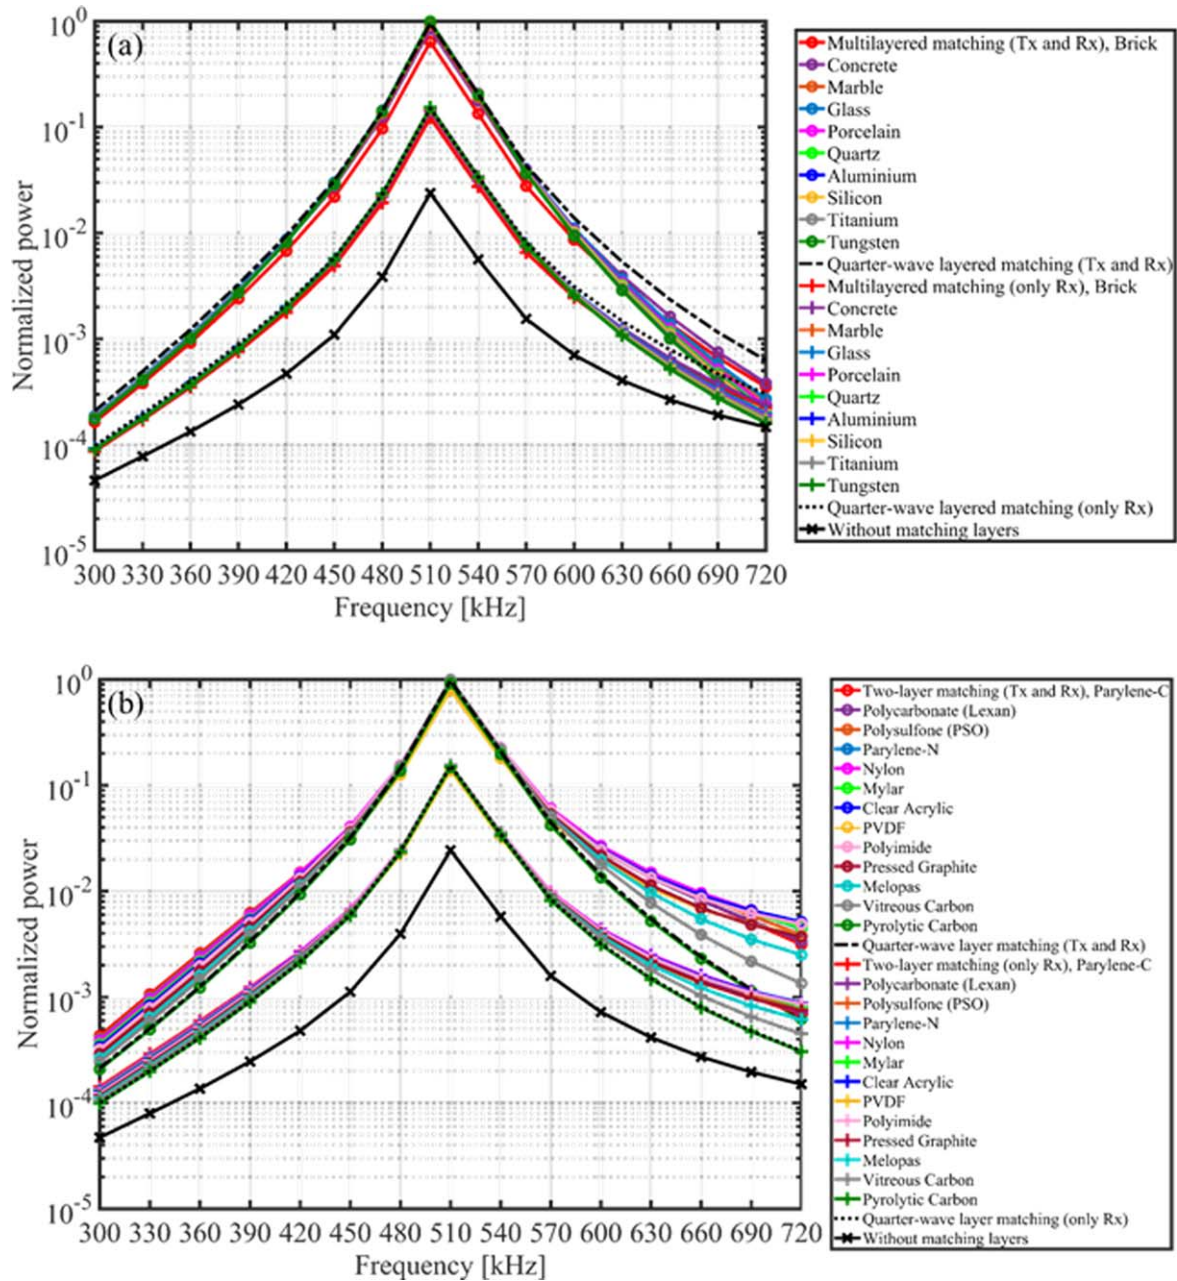 (a)
10^0
10^-1
10^-2
10^-3
10^-4
10^-5
Normalized power
300 330 360 390 420 450 480 510 540 570 600 630 660 690 720
Frequency [kHz]
Multilayered matching (Tx and Rx), Brick
Concrete
Marble
Glass
Porcelain
Quartz
Aluminium
Silicon
Titanium
Tungsten
Quarter-wave layered matching (Tx and Rx)
Multilayered matching (only Rx), Brick
Concrete
Marble
Glass
Porcelain
Quartz
Aluminium
Silicon
Titanium
Tungsten
Quarter-wave layered matching (only Rx)
Without matching layers
(b)
10^0
10^-1
10^-2
10^-3
10^-4
10^-5
Normalized power
300 330 360 390 420 450 480 510 540 570 600 630 660 690 720
Frequency [kHz]
Two-layer matching (Tx and Rx), Parylene-C
Polycarbonate (Lexan)
Polysulfone (PSO)
Parylene-N
Nylon
Mylar
Clear Acrylic
PVDF
Polyimide
Pressed Graphite
Melopas
Vitreous Carbon
Pyrolytic Carbon
Quarter-wave layer matching (Tx and Rx)
Two-layer matching (only Rx), Parylene-C
Polycarbonate (Lexan)
Polysulfone (PSO)
Parylene-N
Nylon
Mylar
Clear Acrylic
PVDF
Polyimide
Pressed Graphite
Melopas
Vitreous Carbon
Pyrolytic Carbon
Quarter-wave layer matching (only Rx)
Without matching layers